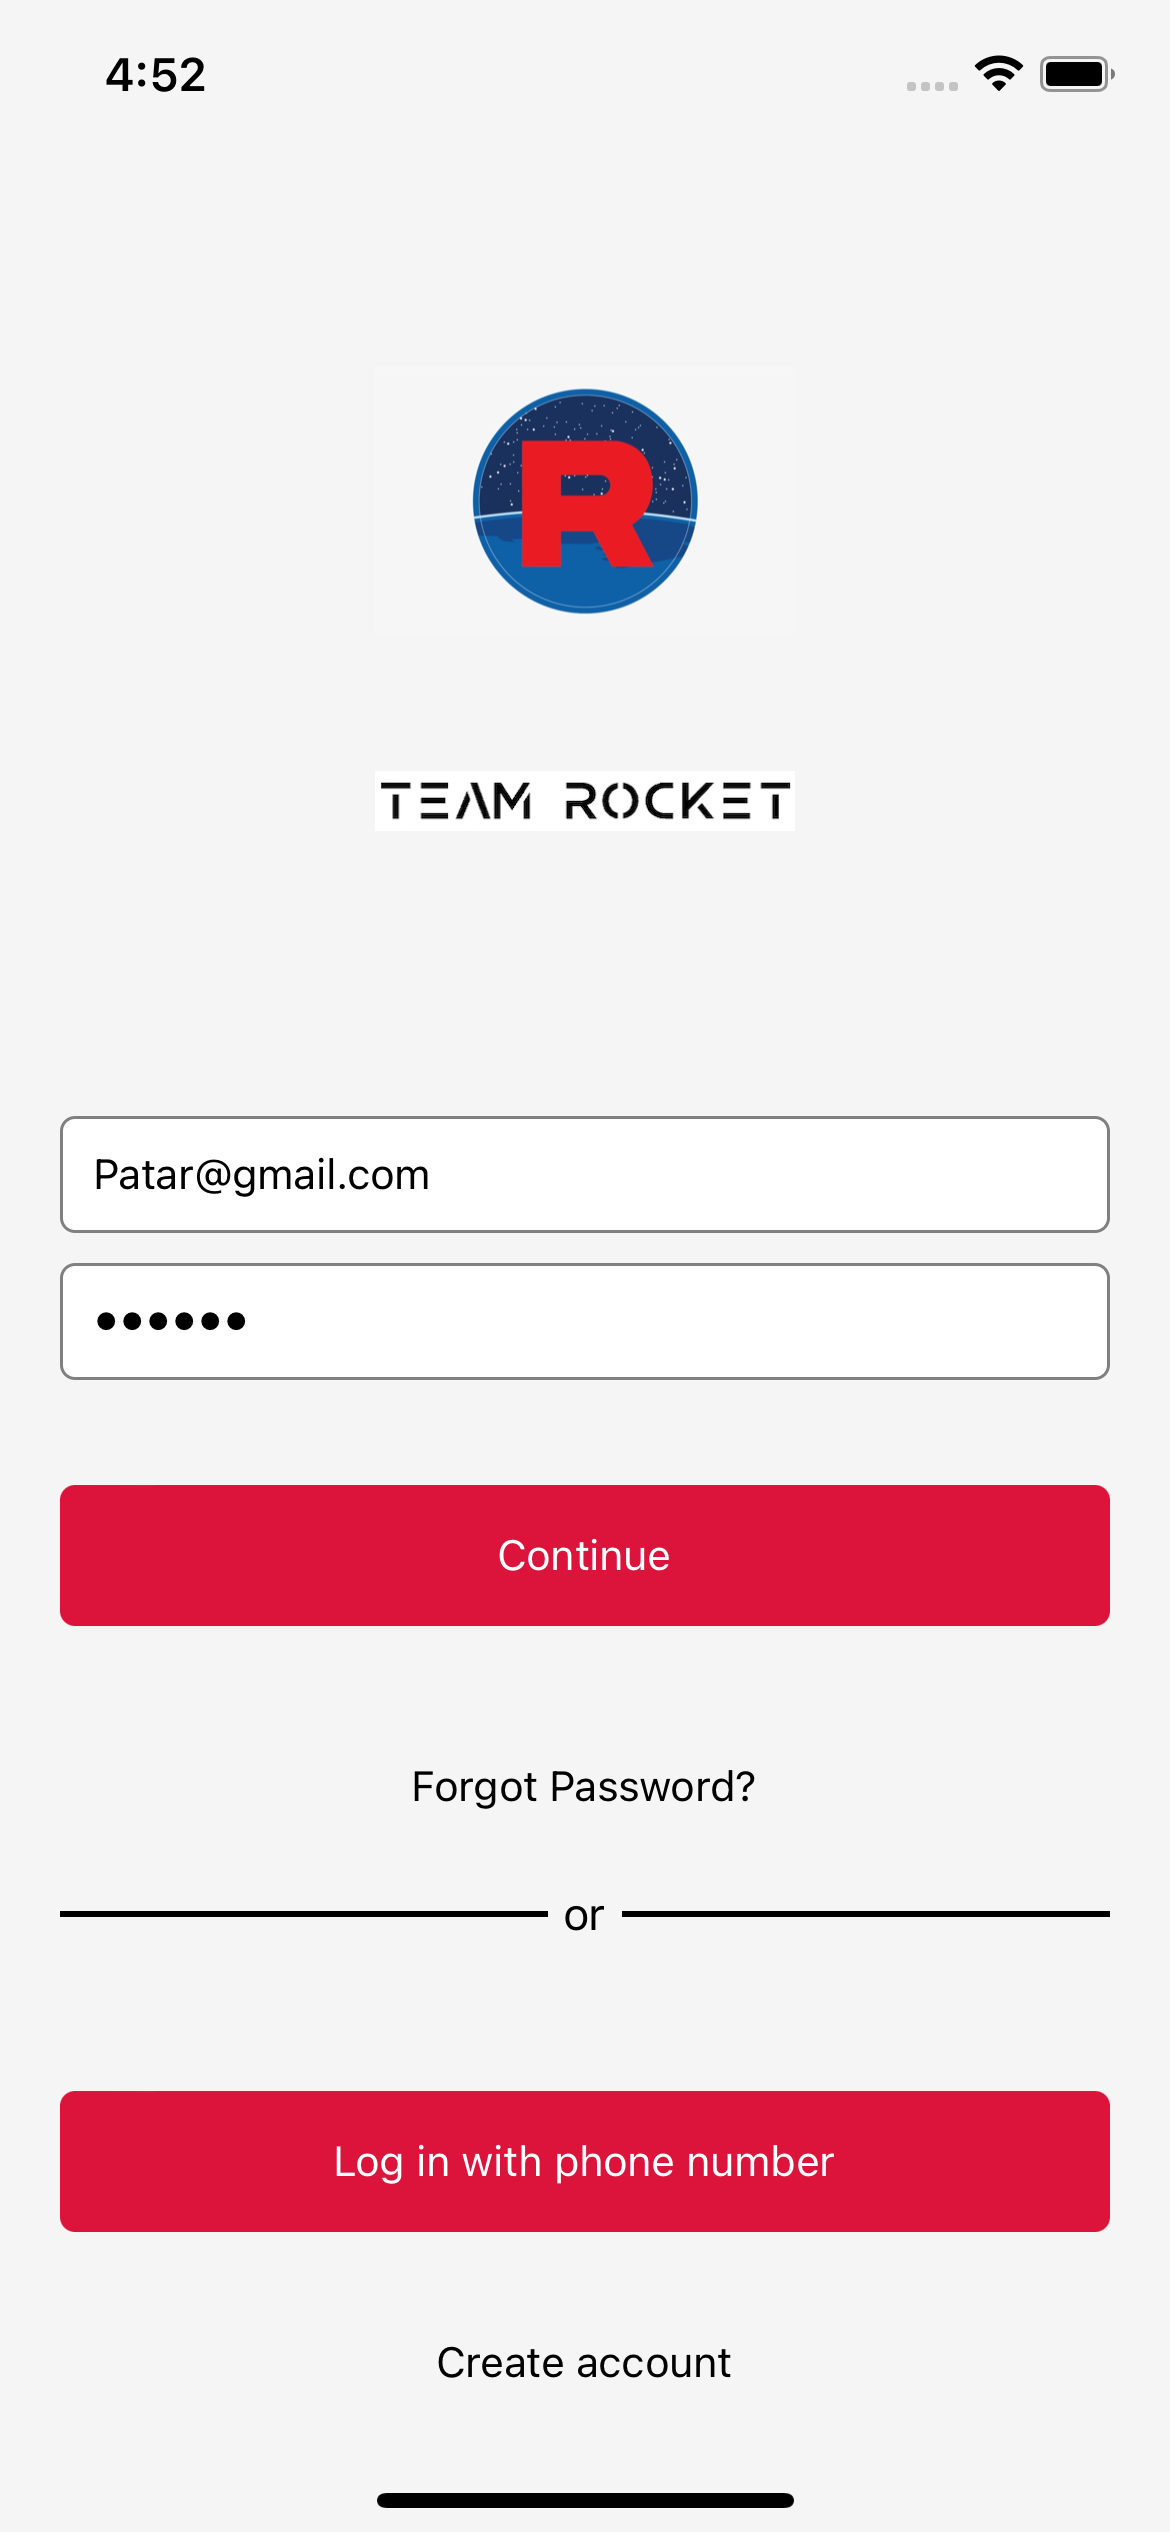 4:52
R
TEAM ROCKET
Patar@gmail.com
••••••
Continue
Forgot Password?
or
Log in with phone number
Create account